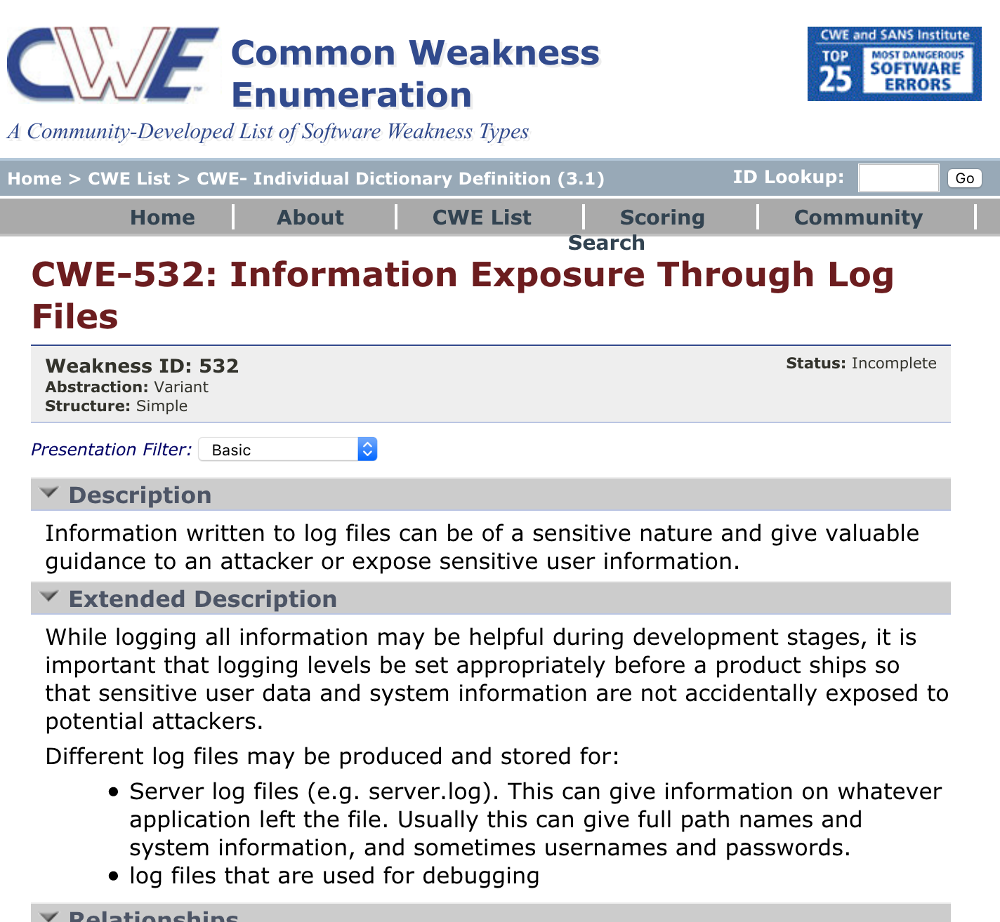 CWE™
Common Weakness
Enumeration
A Community-Developed List of Software Weakness Types
CWE and SANS Institute
TOP
25
MOST DANGEROUS
SOFTWARE
ERRORS
Home > CWE List > CWE- Individual Dictionary Definition (3.1)
ID Lookup:
Go
Home
About
CWE List
Scoring
Community
Search
CWE-532: Information Exposure Through Log
Files
Weakness ID: 532
Status: Incomplete
Abstraction: Variant
Structure: Simple
Presentation Filter: Basic
Description
Information written to log files can be of a sensitive nature and give valuable
guidance to an attacker or expose sensitive user information.
Extended Description
While logging all information may be helpful during development stages, it is
important that logging levels be set appropriately before a product ships so
that sensitive user data and system information are not accidentally exposed to
potential attackers.
Different log files may be produced and stored for:
• Server log files (e.g. server.log). This can give information on whatever
application left the file. Usually this can give full path names and
system information, and sometimes usernames and passwords.
• log files that are used for debugging
Relationships